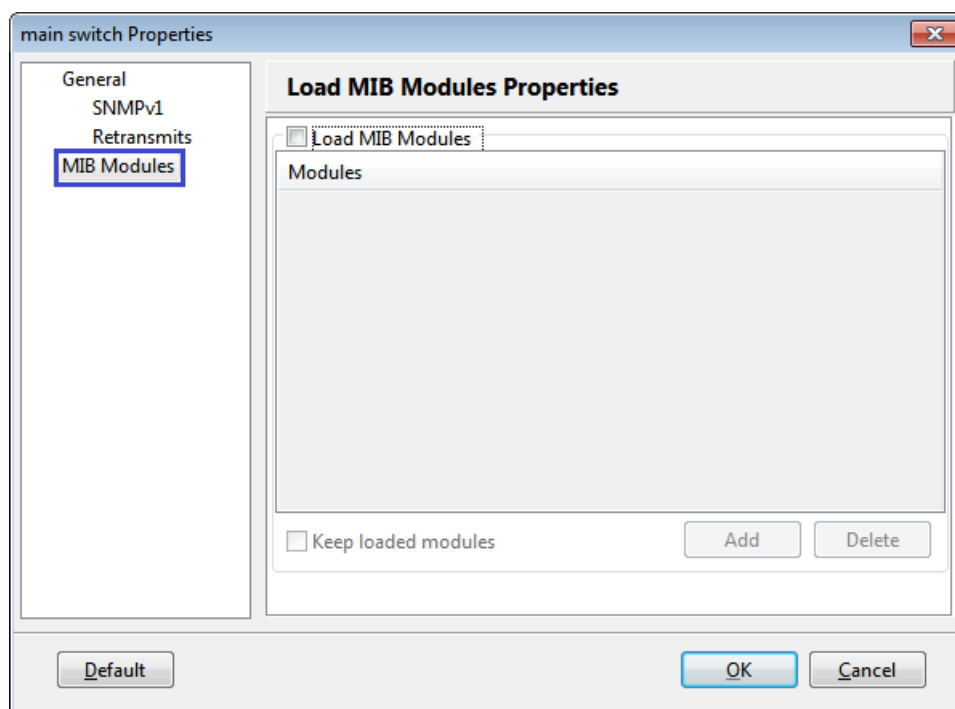 main switch Properties
General
SNMPv1
Retransmits
MIB Modules
Load MIB Modules Properties
Load MIB Modules
Modules
Keep loaded modules
Add
Delete
Default
OK
Cancel